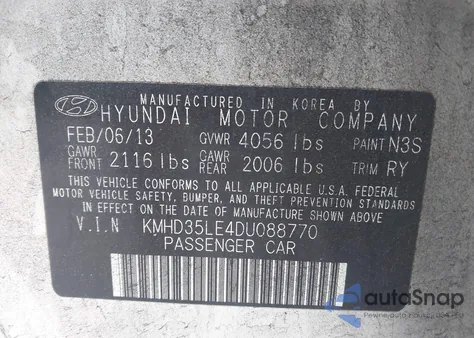 MANUFACTURED IN KOREA BY
HYUNDAI MOTOR COMPANY
FEB/06/13 GVWR 4056 lbs PAINT N3S
GAWR FRONT 2116 lbs GAWR REAR 2006 lbs TRIM RY
THIS VEHICLE CONFORMS TO ALL APPLICABLE U.S.A. FEDERAL
MOTOR VEHICLE SAFETY, BUMPER, AND THEFT PREVENTION STANDARDS
IN EFFECT ON THE DATE OF MANUFACTURE SHOWN ABOVE.
V.I.N KMHD35LE4DU088770
PASSENGER CAR
autoSnap
Pewne auto